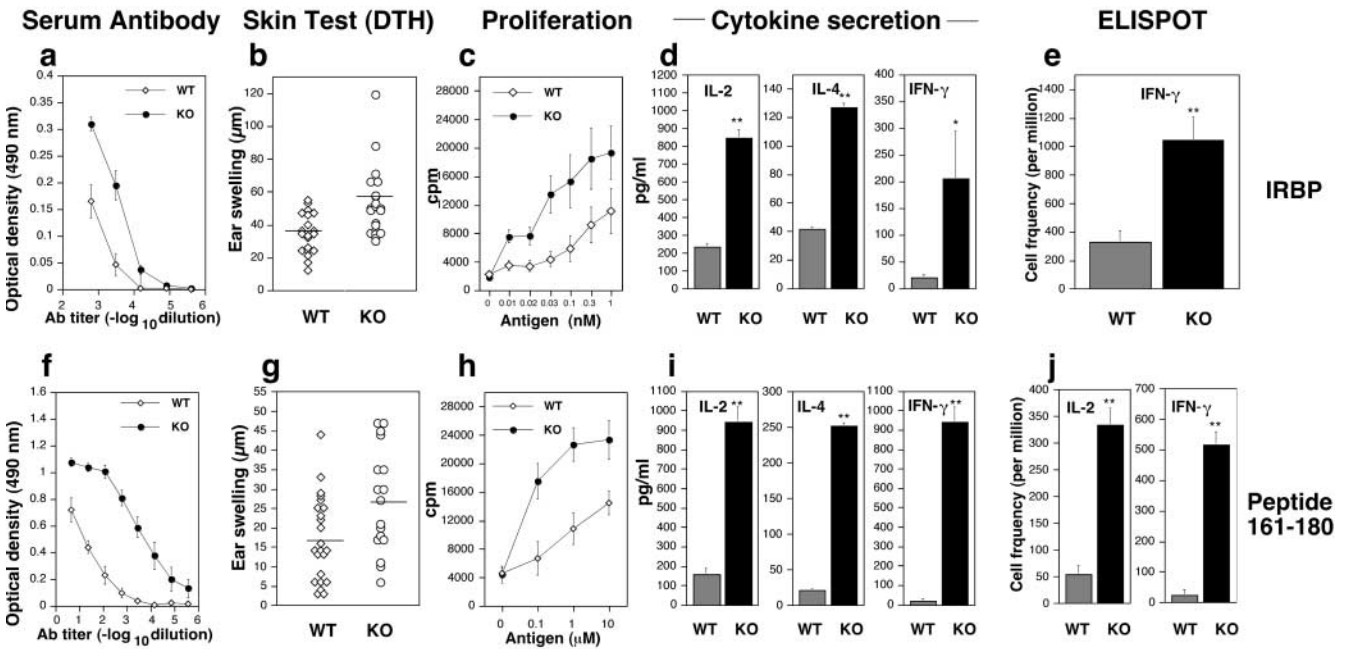 Serum Antibody Skin Test (DTH) Proliferation Cytokine secretion ELISPOT
a b c d e
0.4 0.35 0.3 0.25 0.2 0.15 0.1 0.05 0
Optical density (490 nm)
WT
KO
2 3 4 5 6
Ab titer (-log 10 dilution)
120 100 80 60 40 20 0
Ear swelling (µm)
WT KO
28000 24000 20000 16000 12000 8000 4000 0
cpm
WT
KO
0 0.01 0.02 0.03 0.1 0.3 1
Antigen (nM)
1200 1100 1000 900 800 700 600 500 400 300 200 100 0
pg/ml
IL-2
**
WT KO
140 120 100 80 60 40 20 0
IL-4
**
WT KO
400 350 300 250 200 150 100 50 0
IFN-γ
*
WT KO
1400 1200 1000 800 600 400 200 0
Cell frquency (per million)
IFN-γ
**
WT KO
IRBP
f g h i j
1.6 1.4 1.2 1 0.8 0.6 0.4 0.2 0
Optical density (490 nm)
WT
KO
0 1 2 3 4 5 6
Ab titer (-log 10 dilution)
55 50 45 40 35 30 25 20 15 10 5 0
Ear swelling (µm)
WT KO
28000 24000 20000 16000 12000 8000 4000 0
cpm
WT
KO
0 0.1 1 10
Antigen (µM)
1100 1000 900 800 700 600 500 400 300 200 100 0
pg/ml
IL-2 **
WT KO
300 250 200 150 100 50 0
IL-4
**
WT KO
1100 1000 900 800 700 600 500 400 300 200 100 0
IFN-γ **
WT KO
400 350 300 250 200 150 100 50 0
Cell frquency (per million)
IL-2 **
WT KO
700 600 500 400 300 200 100 0
IFN-γ
**
WT KO
Peptide
161-180